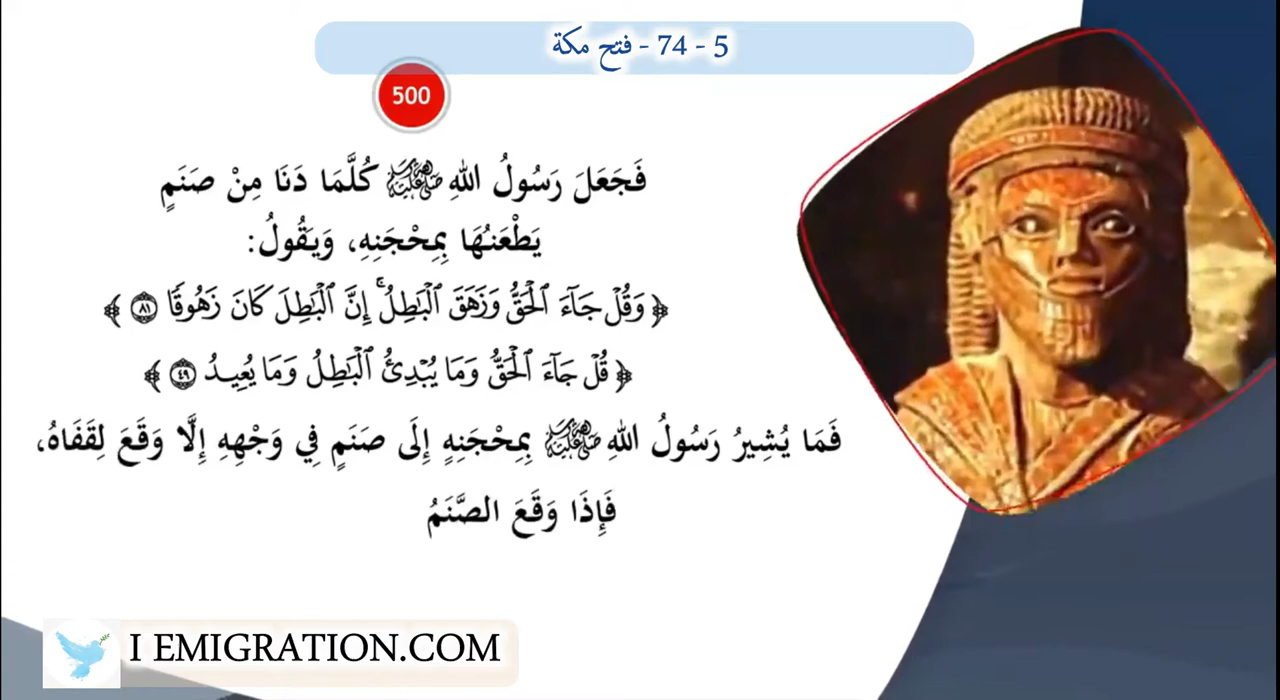 5 - 74 - فتح مكة
500
فَجَعَلَ رَسُولُ اللهِ ﷺ كُلَّمَا دَنَا مِنْ صَنَمٍ
يَطْعَنُهَا بِمِحْجَنِهِ، وَيَقُولُ:
﴿ وَقُلْ جَآءَ ٱلْحَقُّ وَزَهَقَ ٱلْبَٰطِلُ ۚ إِنَّ ٱلْبَٰطِلَ كَانَ زَهُوقًا ٨١ ﴾
﴿ قُلْ جَآءَ ٱلْحَقُّ وَمَا يُبْدِئُ ٱلْبَٰطِلُ وَمَا يُعِيدُ ٤٩ ﴾
فَمَا يُشِيرُ رَسُولُ اللهِ ﷺ بِمِحْجَنِهِ إِلَى صَنَمٍ فِي وَجْهِهِ إِلَّا وَقَعَ لِقَفَاهُ،
فَإِذَا وَقَعَ الصَّنَمُ
I EMIGRATION.COM